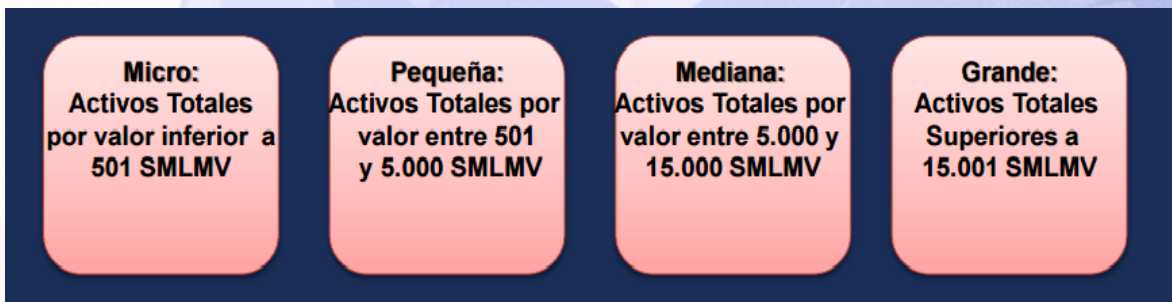 Micro:
Activos Totales
por valor inferior a
501 SMLMV
Pequeña:
Activos Totales por
valor entre 501
y 5.000 SMLMV
Mediana:
Activos Totales por
valor entre 5.000 y
15.000 SMLMV
Grande:
Activos Totales
Superiores a
15.001 SMLMV